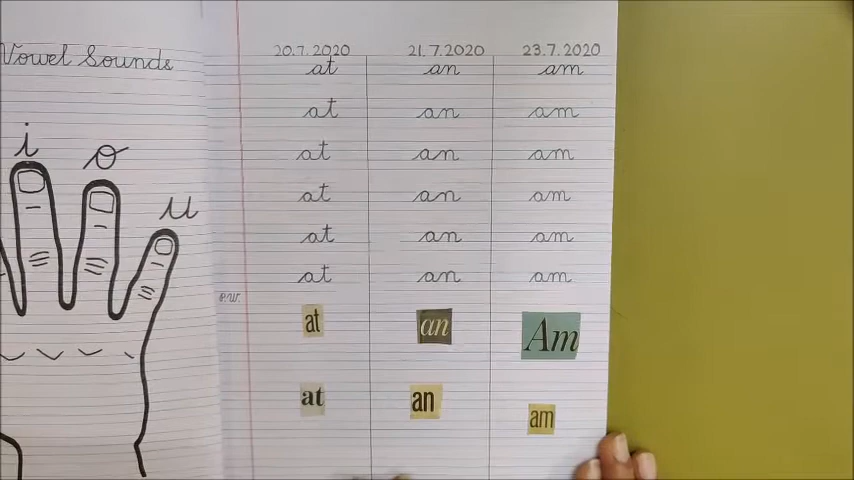 Vowel Sounds
i o u
20.7.2020 21.7.2020 23.7.2020
at an am
at an am
at an am
at an am
at an am
at an am
P.W.
at an Am
at an am